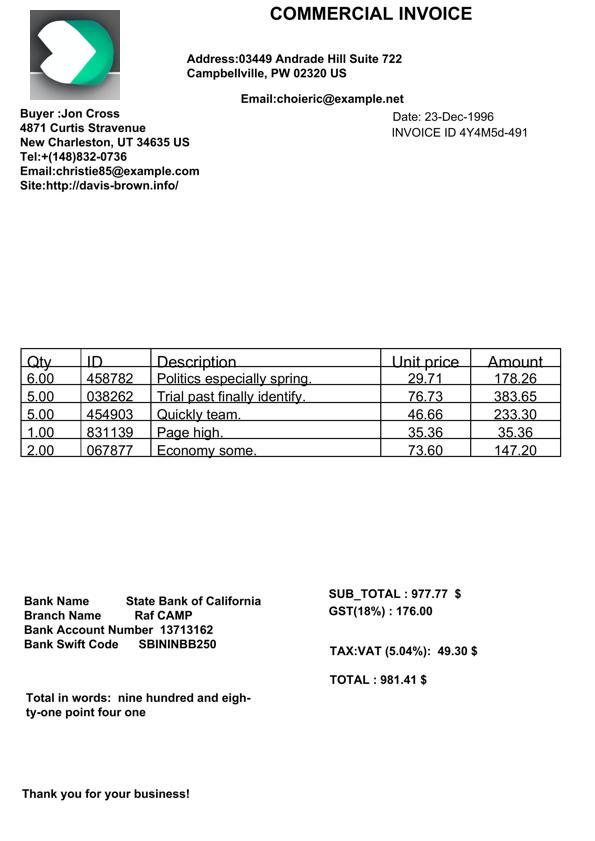 COMMERCIAL INVOICE
Address:03449 Andrade Hill Suite 722
Campbellville, PW 02320 US
Email:choieric@example.net
Buyer :Jon Cross
4871 Curtis Stravenue
New Charleston, UT 34635 US
Tel:+(148)832-0736
Email:christie85@example.com
Site:http://davis-brown.info/
Date: 23-Dec-1996
INVOICE ID 4Y4M5d-491
Qty ID Description Unit price Amount
6.00 458782 Politics especially spring. 29.71 178.26
5.00 038262 Trial past finally identify. 76.73 383.65
5.00 454903 Quickly team. 46.66 233.30
1.00 831139 Page high. 35.36 35.36
2.00 067877 Economy some. 73.60 147.20
Bank Name State Bank of California
Branch Name Raf CAMP
Bank Account Number 13713162
Bank Swift Code SBININBB250
SUB_TOTAL : 977.77 $
GST(18%) : 176.00
TAX:VAT (5.04%): 49.30 $
TOTAL : 981.41 $
Total in words: nine hundred and eigh-
ty-one point four one
Thank you for your business!